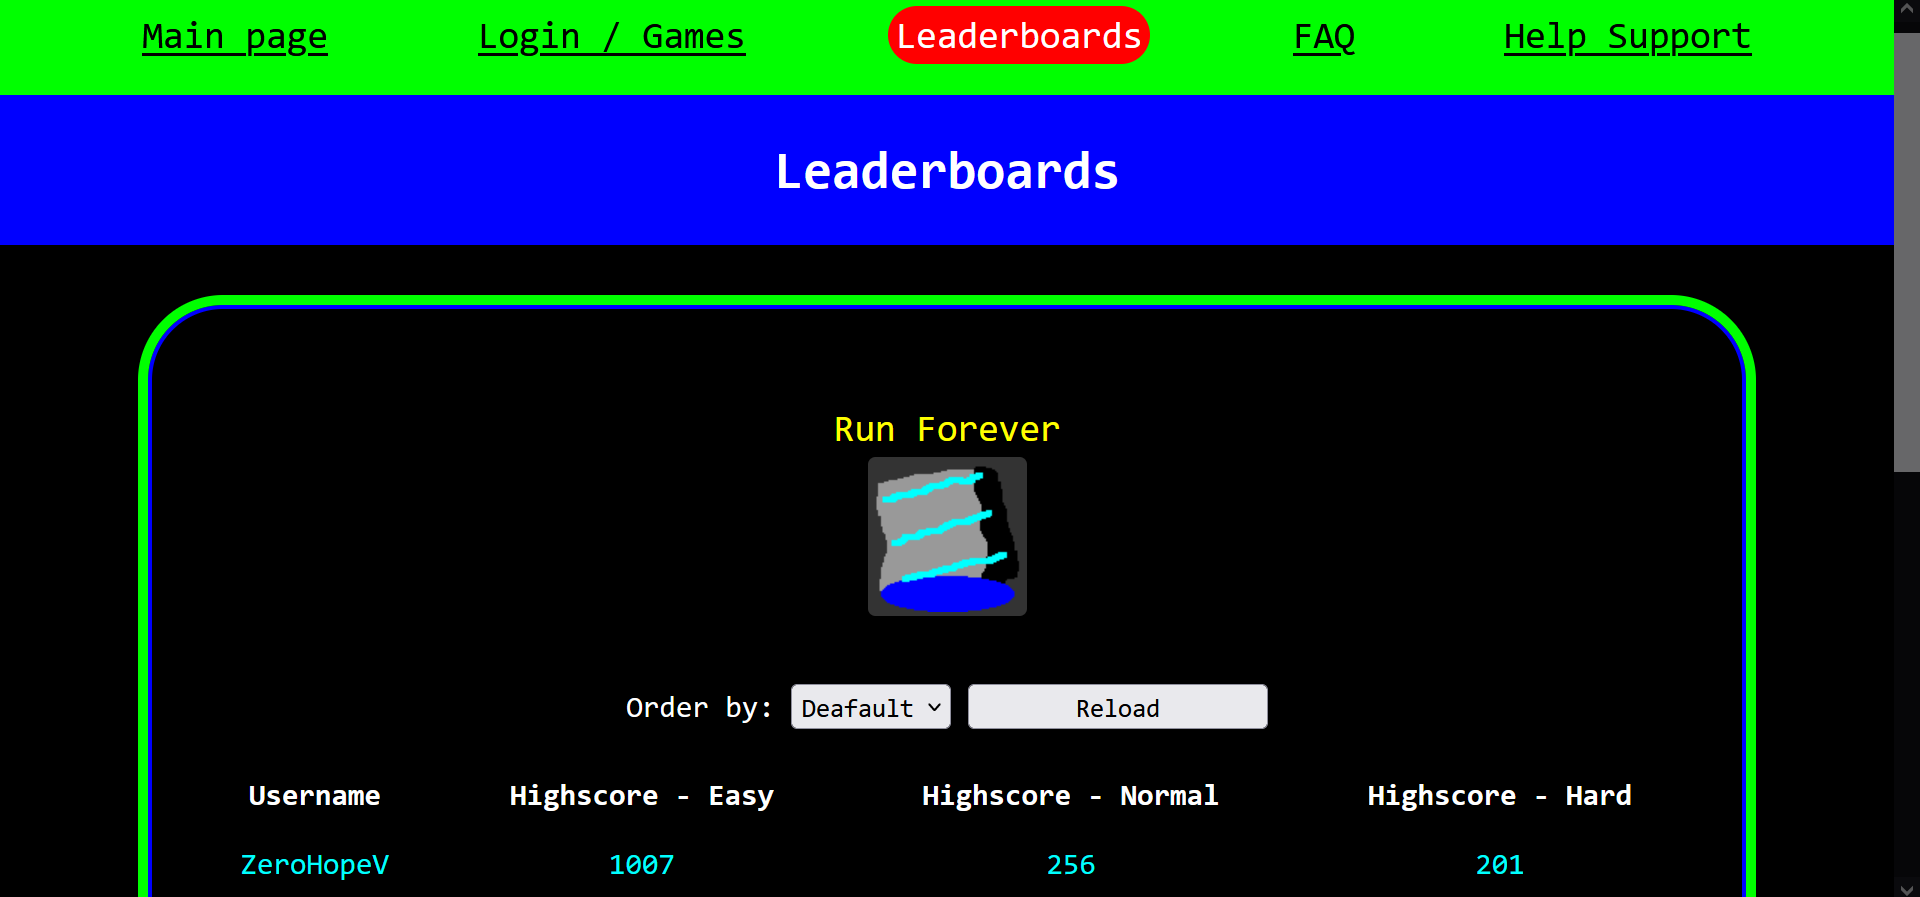 Main page Login / Games Leaderboards FAQ Help Support
Leaderboards
Run Forever
Order by: Deafault Reload
Username Highscore - Easy Highscore - Normal Highscore - Hard
ZeroHopeV 1007 256 201